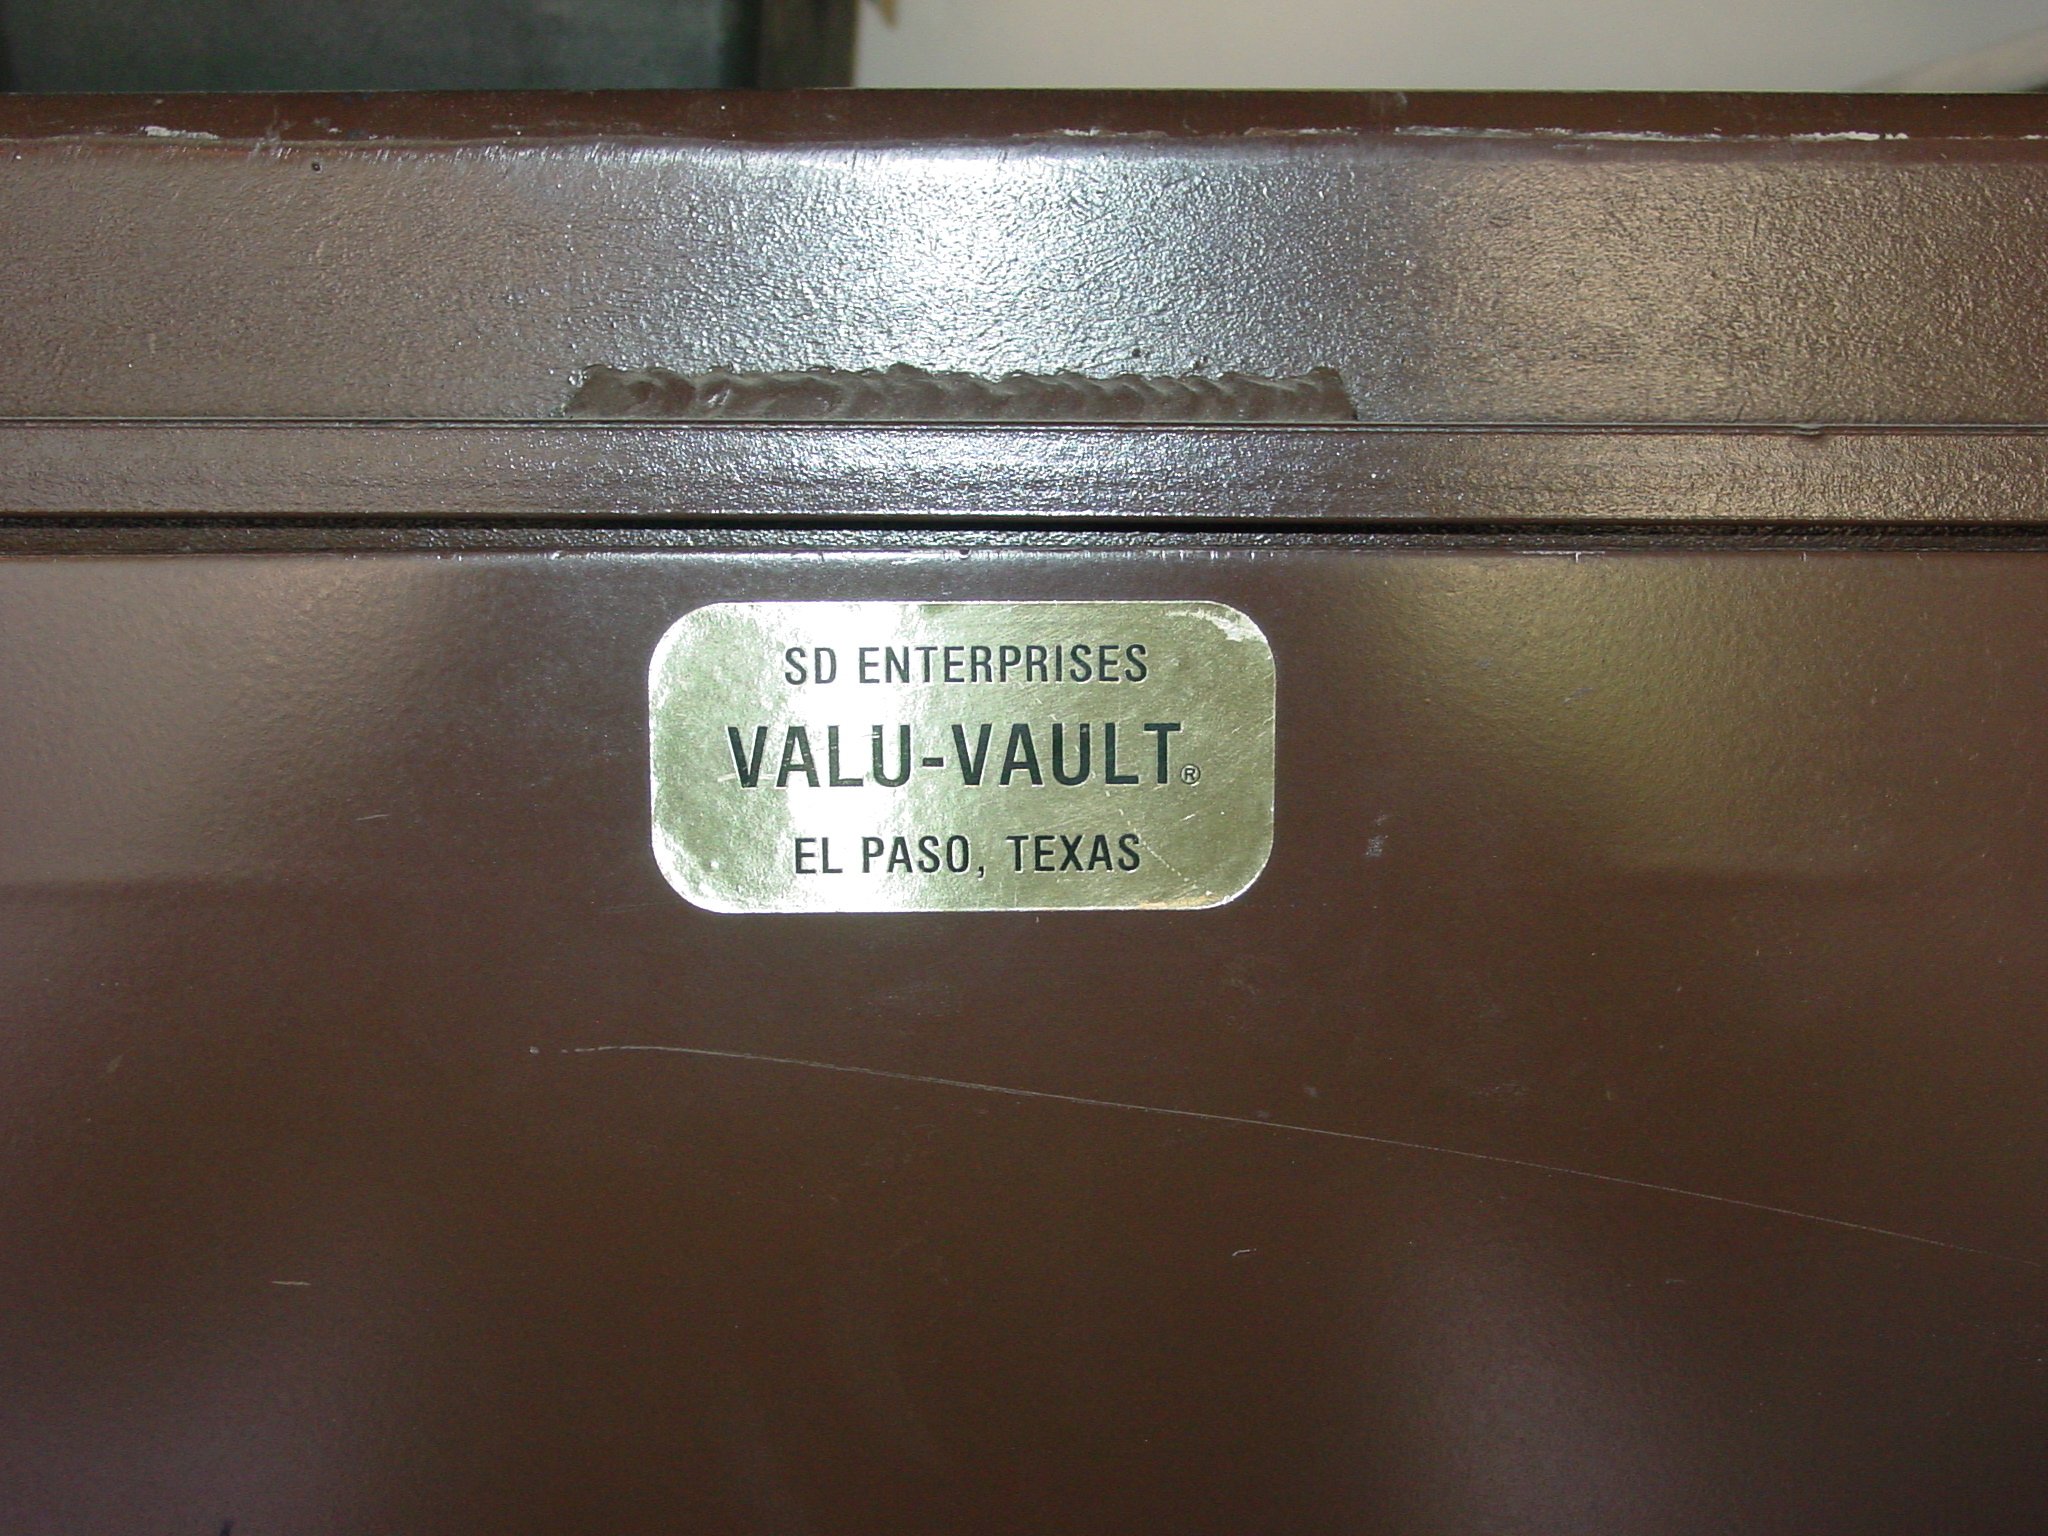 SD ENTERPRISES
VALU-VAULT®
EL PASO, TEXAS